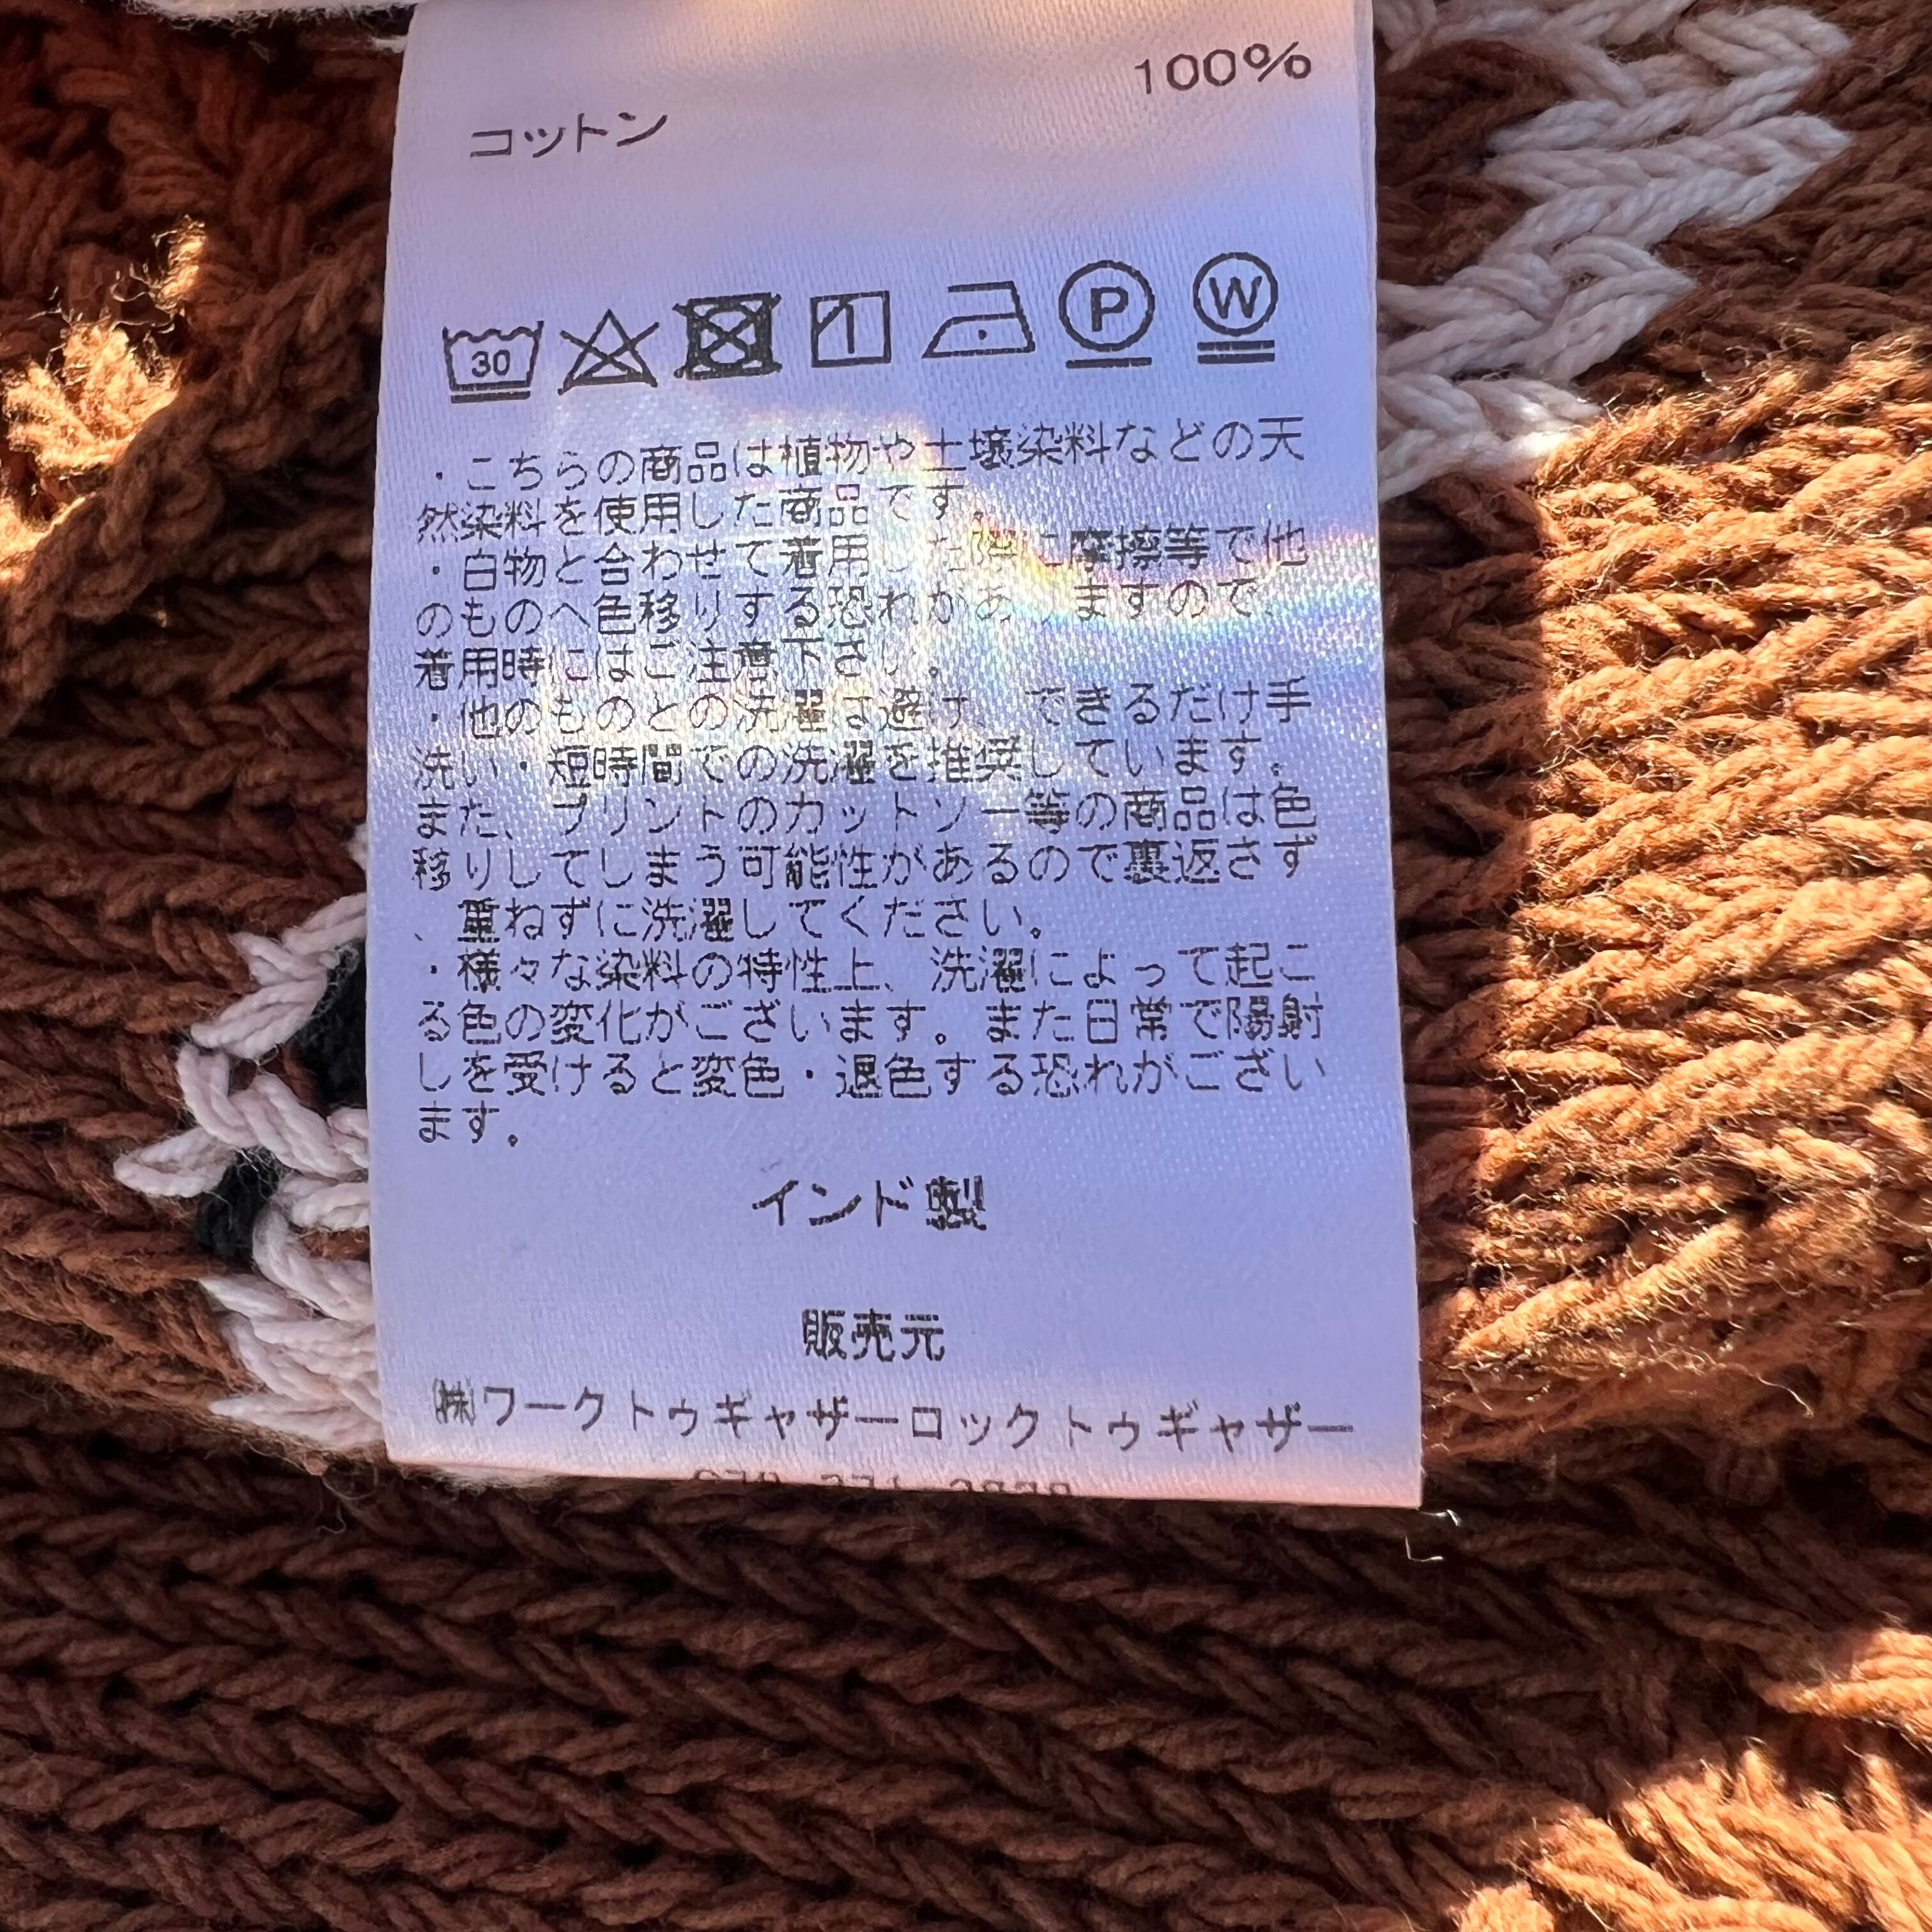 100%
コットン
30
P
W
・こちらの商品は植物や土壌染料などの天
然染料を使用した商品です。
・白物と合わせて着用した際に摩擦等で他
のものへ色移りする恐れがありますので、
着用時にはご注意下さい。
・他のものとの洗濯は避け、できるだけ手
洗い・短時間での洗濯を推奨しています。
また、プリントのカットソー等の商品は色
移りしてしまう可能性があるので裏返さず
、重ねずに洗濯してください。
・様々な染料の特性上、洗濯によって起こ
る色の変化がございます。また日常で陽射
しを受けると変色・退色する恐れがござい
ます。
インド製
販売元
㈱ワークトゥギャザーロックトゥギャザー